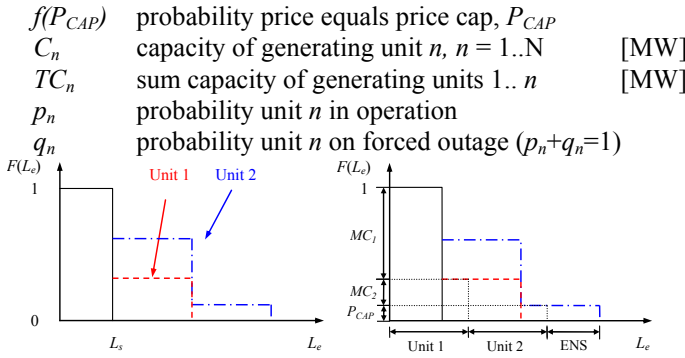 f(P_CAP) probability price equals price cap, P_CAP
C_n capacity of generating unit n, n = 1..N [MW]
TC_n sum capacity of generating units 1.. n [MW]
p_n probability unit n in operation
q_n probability unit n on forced outage (p_n+q_n=1)
F(L_e)
1
Unit 1
Unit 2
0
L_s
L_e
F(L_e)
1
MC_1
MC_2
P_CAP
Unit 1
Unit 2
ENS
L_e